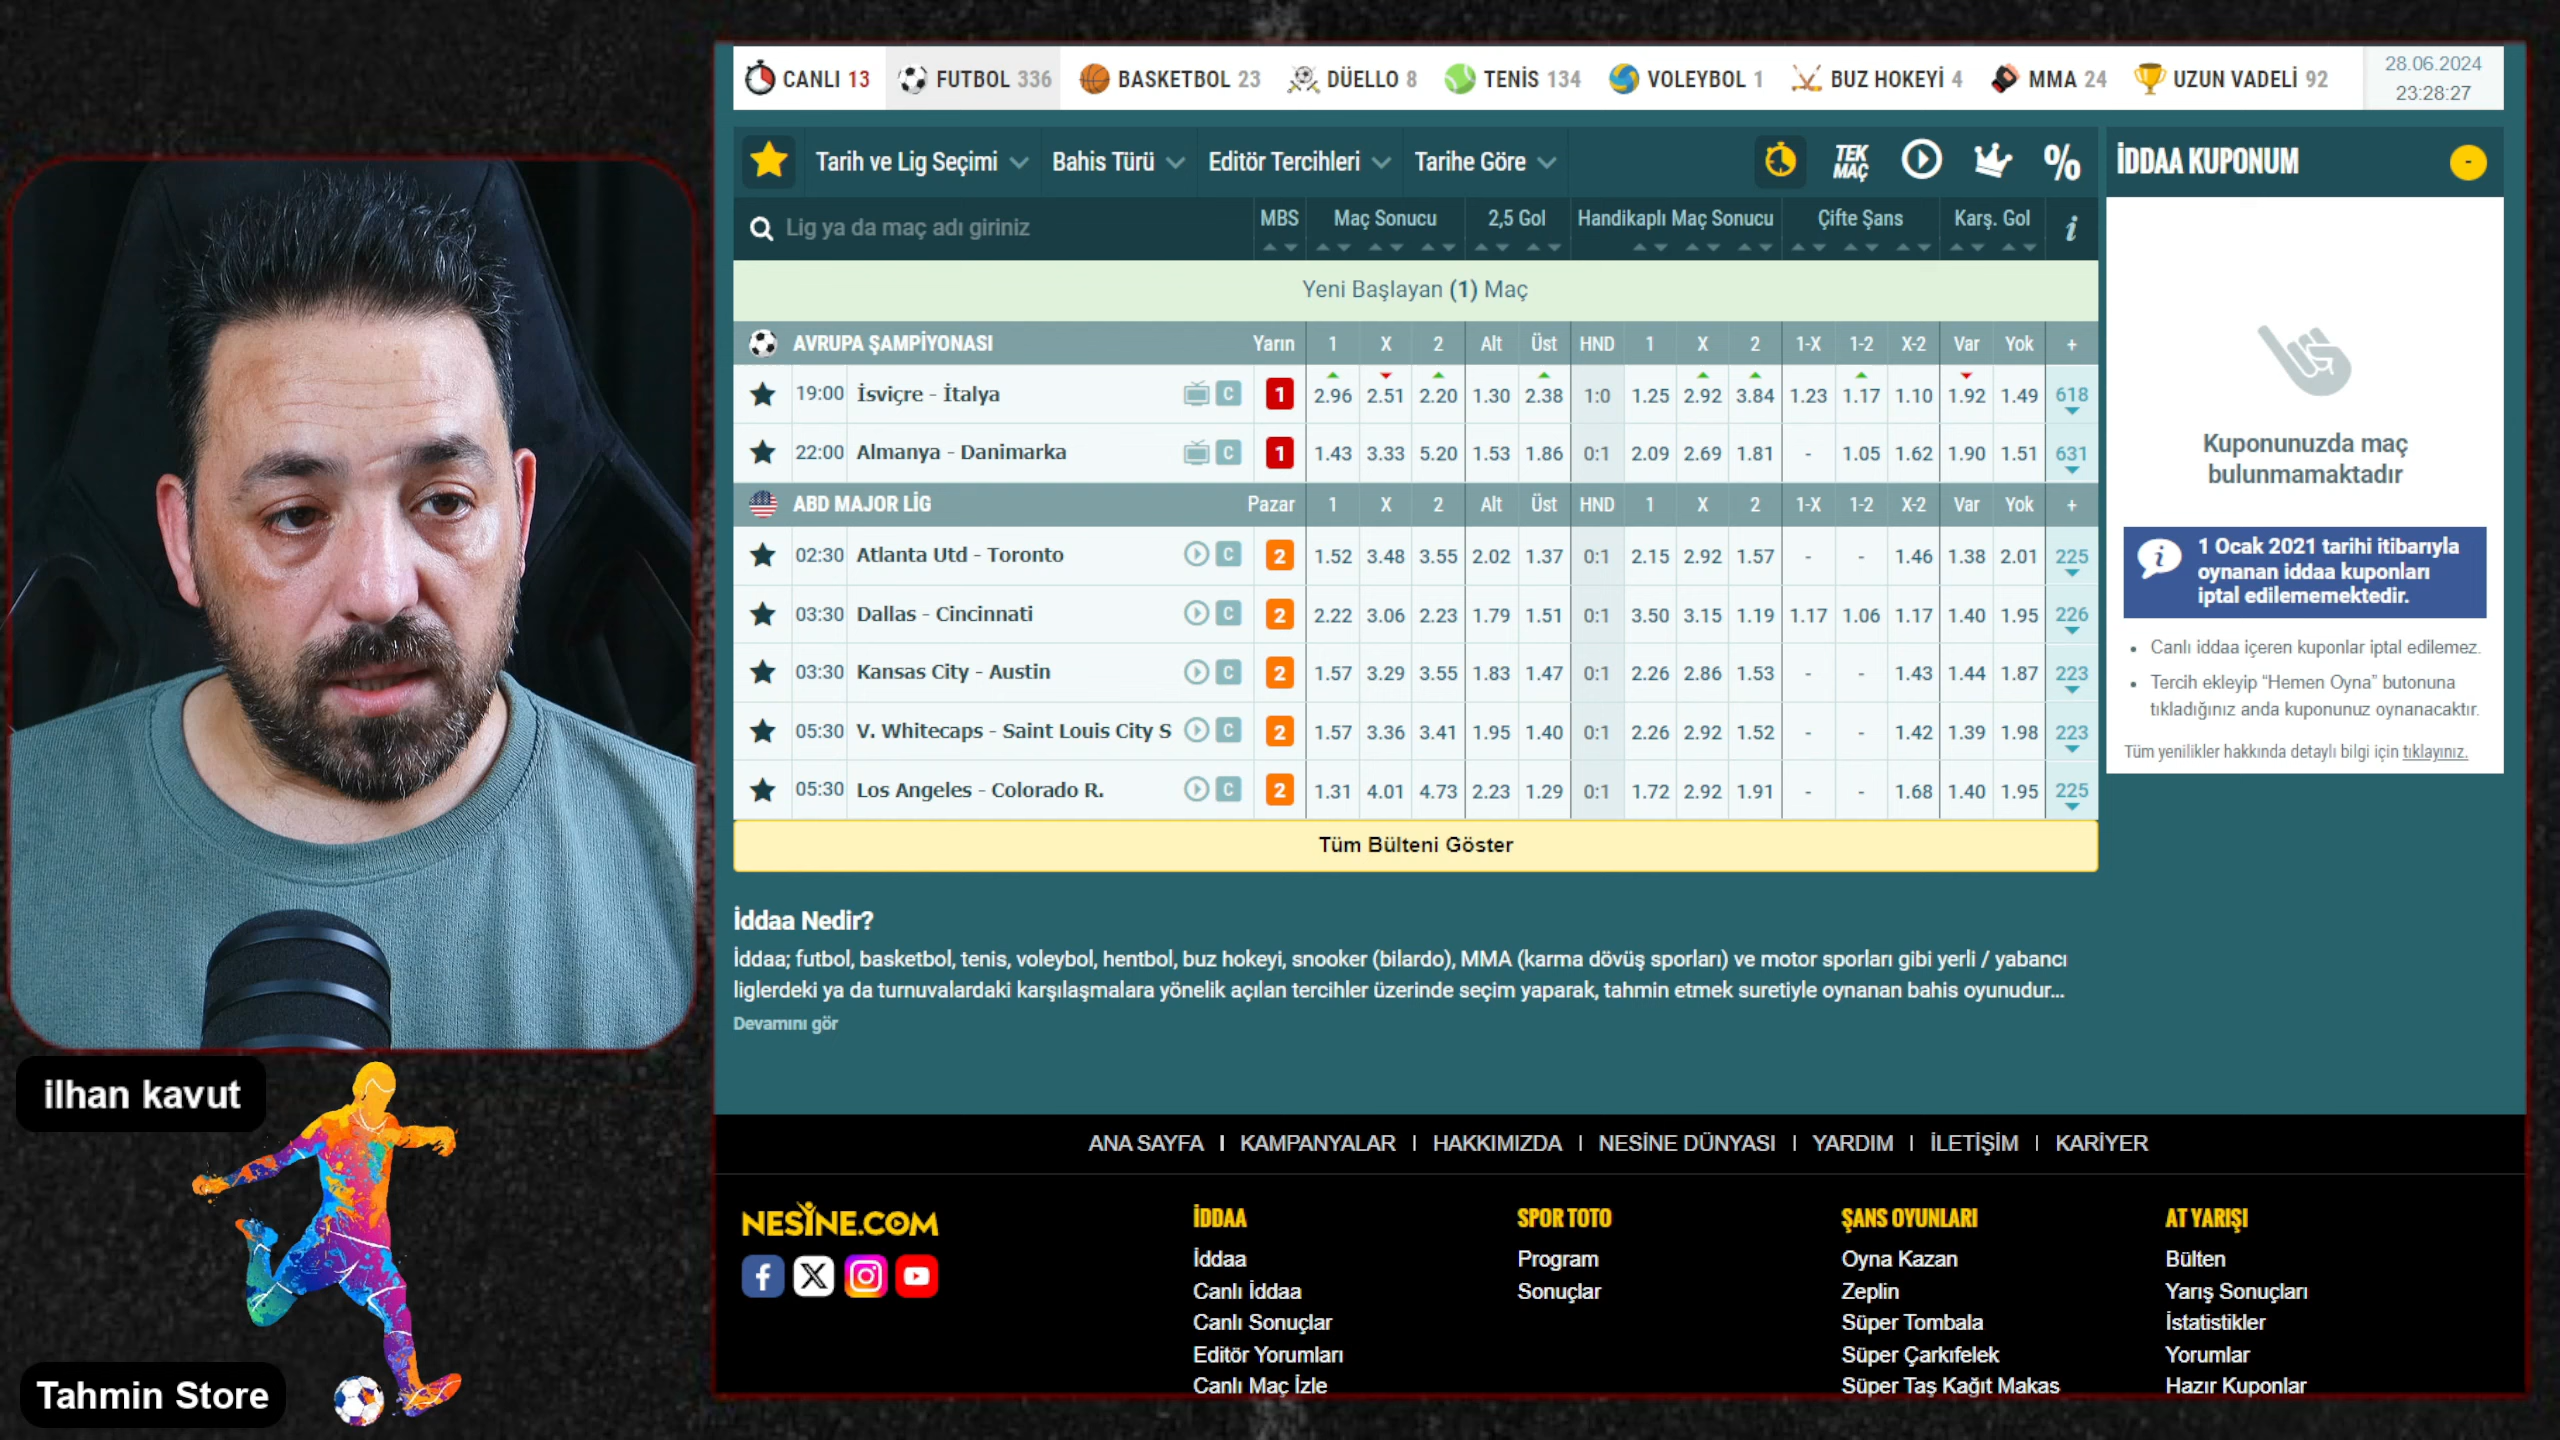 CANLI 13 FUTBOL 336 BASKETBOL 23 DÜELLO 8 TENİS 134 VOLEYBOL 1 BUZ HOKEYİ 4 MMA 24 UZUN VADELİ 92
28.06.2024
23:28:27
Tarih ve Lig Seçimi Bahis Türü Editör Tercihleri Tarihe Göre TEK MAÇ %
Lig ya da maç adı giriniz MBS Maç Sonucu 2,5 Gol Handikaplı Maç Sonucu Çifte Şans Karş. Gol i
Yeni Başlayan (1) Maç
AVRUPA ŞAMPİYONASI Yarın 1 X 2 Alt Üst HND 1 X 2 1-X 1-2 X-2 Var Yok +
19:00 İsviçre - İtalya C 1 2.96 2.51 2.20 1.30 2.38 1:0 1.25 2.92 3.84 1.23 1.17 1.10 1.92 1.49 618
22:00 Almanya - Danimarka C 1 1.43 3.33 5.20 1.53 1.86 0:1 2.09 2.69 1.81 - 1.05 1.62 1.90 1.51 631
ABD MAJOR LİG Pazar 1 X 2 Alt Üst HND 1 X 2 1-X 1-2 X-2 Var Yok +
02:30 Atlanta Utd - Toronto C 2 1.52 3.48 3.55 2.02 1.37 0:1 2.15 2.92 1.57 - - 1.46 1.38 2.01 225
03:30 Dallas - Cincinnati C 2 2.22 3.06 2.23 1.79 1.51 0:1 3.50 3.15 1.19 1.17 1.06 1.17 1.40 1.95 226
03:30 Kansas City - Austin C 2 1.57 3.29 3.55 1.83 1.47 0:1 2.26 2.86 1.53 - - 1.43 1.44 1.87 223
05:30 V. Whitecaps - Saint Louis City S C 2 1.57 3.36 3.41 1.95 1.40 0:1 2.26 2.92 1.52 - - 1.42 1.39 1.98 223
05:30 Los Angeles - Colorado R. C 2 1.31 4.01 4.73 2.23 1.29 0:1 1.72 2.92 1.91 - - 1.68 1.40 1.95 225
Tüm Bülteni Göster
İDDAA KUPONUM -
Kuponunuzda maç
bulunmamaktadır
1 Ocak 2021 tarihi itibarıyla
oynanan iddaa kuponları
iptal edilememektedir.
• Canlı iddaa içeren kuponlar iptal edilemez.
• Tercih ekleyip “Hemen Oyna” butonuna
tıkladığınız anda kuponunuz oynanacaktır.
Tüm yenilikler hakkında detaylı bilgi için tıklayınız.
İddaa Nedir?
İddaa; futbol, basketbol, tenis, voleybol, hentbol, buz hokeyi, snooker (bilardo), MMA (karma dövüş sporları) ve motor sporları gibi yerli / yabancı
liglerdeki ya da turnuvalardaki karşılaşmalara yönelik açılan tercihler üzerinde seçim yaparak, tahmin etmek suretiyle oynanan bahis oyunudur...
Devamını gör
ilhan kavut
Tahmin Store
ANA SAYFA | KAMPANYALAR | HAKKIMIZDA | NESİNE DÜNYASI | YARDIM | İLETİŞİM | KARİYER
NESİNE.COM
İDDAA
İddaa
Canlı İddaa
Canlı Sonuçlar
Editör Yorumları
Canlı Maç İzle
SPOR TOTO
Program
Sonuçlar
ŞANS OYUNLARI
Oyna Kazan
Zeplin
Süper Tombala
Süper Çarkıfelek
Süper Taş Kağıt Makas
AT YARIŞI
Bülten
Yarış Sonuçları
İstatistikler
Yorumlar
Hazır Kuponlar